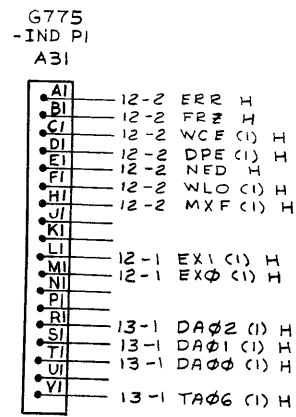 G775
-IND P1
A31
A1
B1 12-2 ERR H
C1 12-2 FRZ H
D1 12-2 WCE (1) H
E1 12-2 DPE (1) H
F1 12-2 NED H
H1 12-2 WLO (1) H
J1 12-2 MXF (1) H
K1
L1
M1 12-1 EX1 (1) H
N1 12-1 EXØ (1) H
P1
R1
S1 13-1 DAØ2 (1) H
T1 13-1 DAØ1 (1) H
U1 13-1 DAØØ (1) H
V1
13-1 TAØ6 (1) H